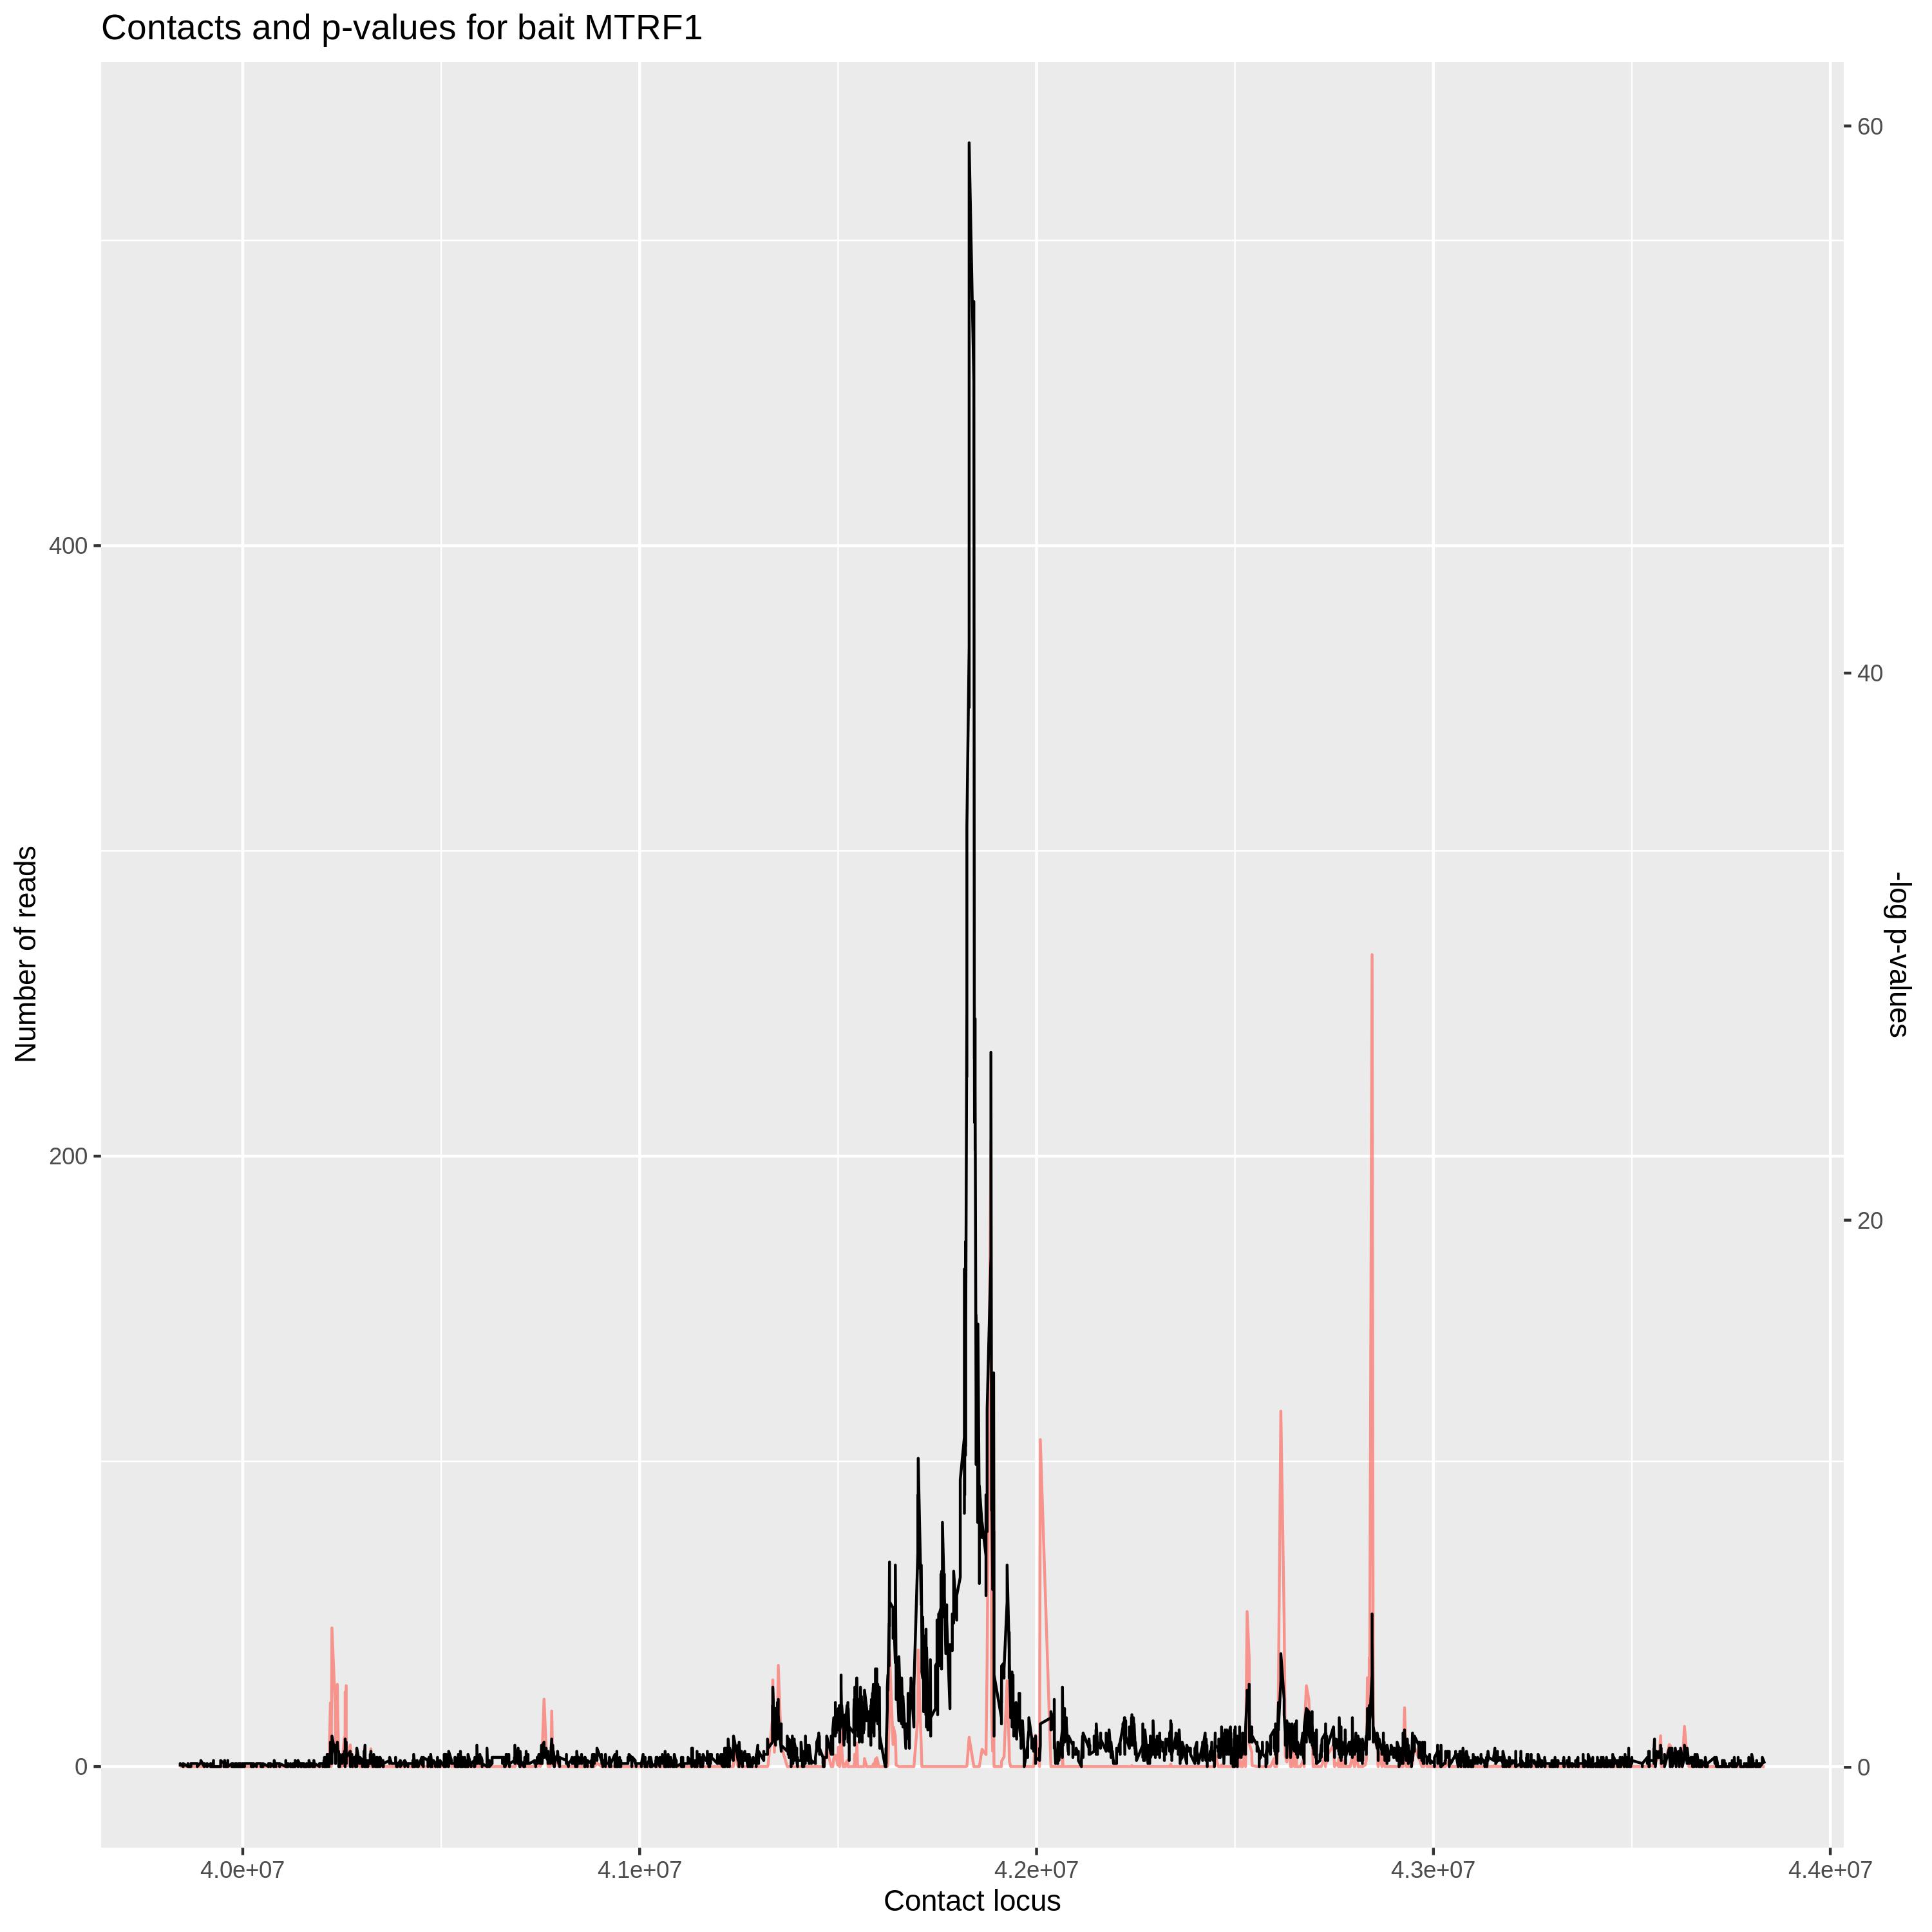 Contacts and p-values for bait MTRF1
Number of reads
400
200
0
60
40
20
0
-log p-values
4.0e+07
4.1e+07
4.2e+07
4.3e+07
4.4e+07
Contact locus